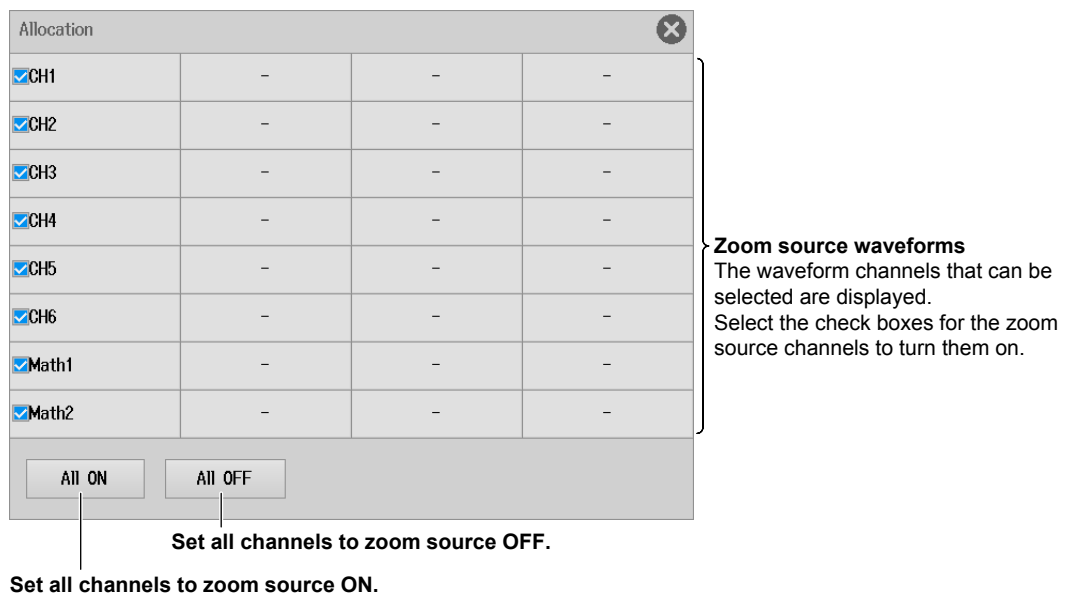 Allocation
CH1 - - -
CH2 - - -
CH3 - - -
CH4 - - -
CH5 - - -
CH6 - - -
Math1 - - -
Math2 - - -
Zoom source waveforms
The waveform channels that can be
selected are displayed.
Select the check boxes for the zoom
source channels to turn them on.
All ON All OFF
Set all channels to zoom source OFF.
Set all channels to zoom source ON.